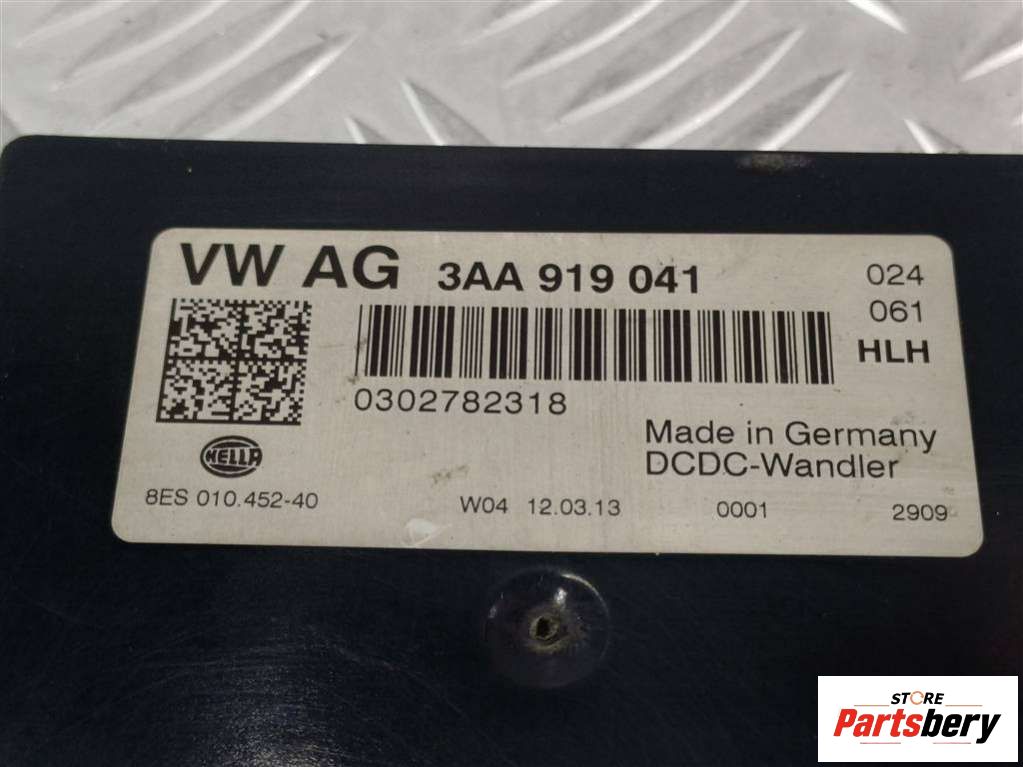 VW AG 3AA 919 041 024
061
HLH
0302782318
Made in Germany
DCDC-Wandler
HELLA
8ES 010.452-40 W04 12.03.13 0001 2909
STORE
Partsbery